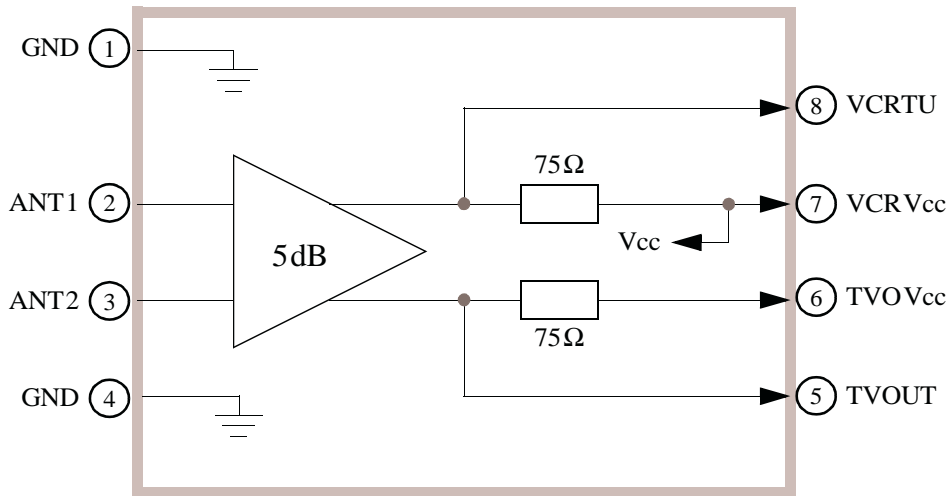 GND 1
8 VCRTU
75Ω
ANT1 2
7 VCRVcc
Vcc
5dB
ANT2 3
6 TVOVcc
75Ω
GND 4
5 TVOUT